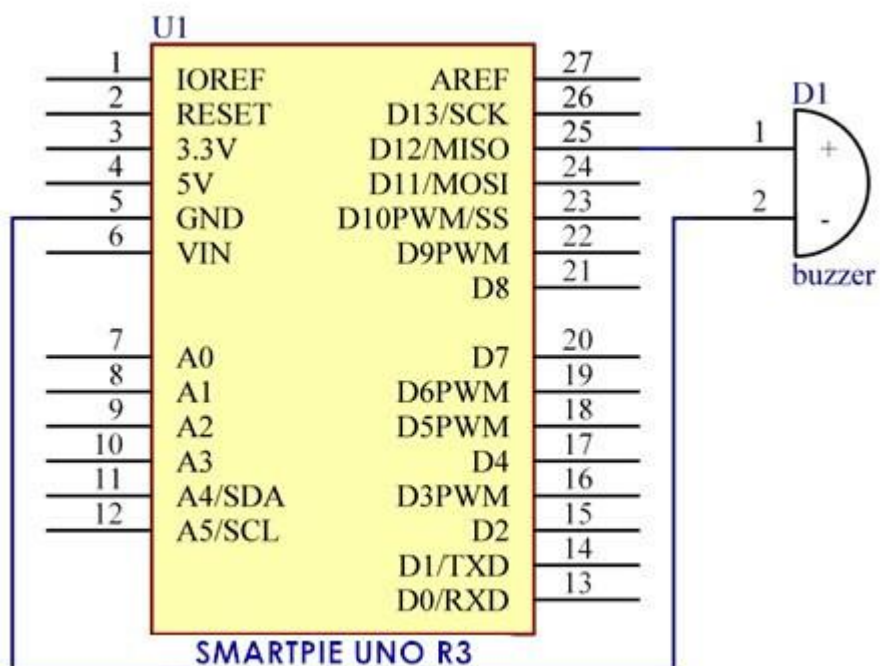 U1
1 IOREF AREF 27
2 RESET D13/SCK 26
3 3.3V D12/MISO 25
4 5V D11/MOSI 24
5 GND D10PWM/SS 23
6 VIN D9PWM 22
D8 21
7 A0 D7 20
8 A1 D6PWM 19
9 A2 D5PWM 18
10 A3 D4 17
11 A4/SDA D3PWM 16
12 A5/SCL D2 15
D1/TXD 14
D0/RXD 13
SMARTPIE UNO R3
D1
1 +
2 -
buzzer